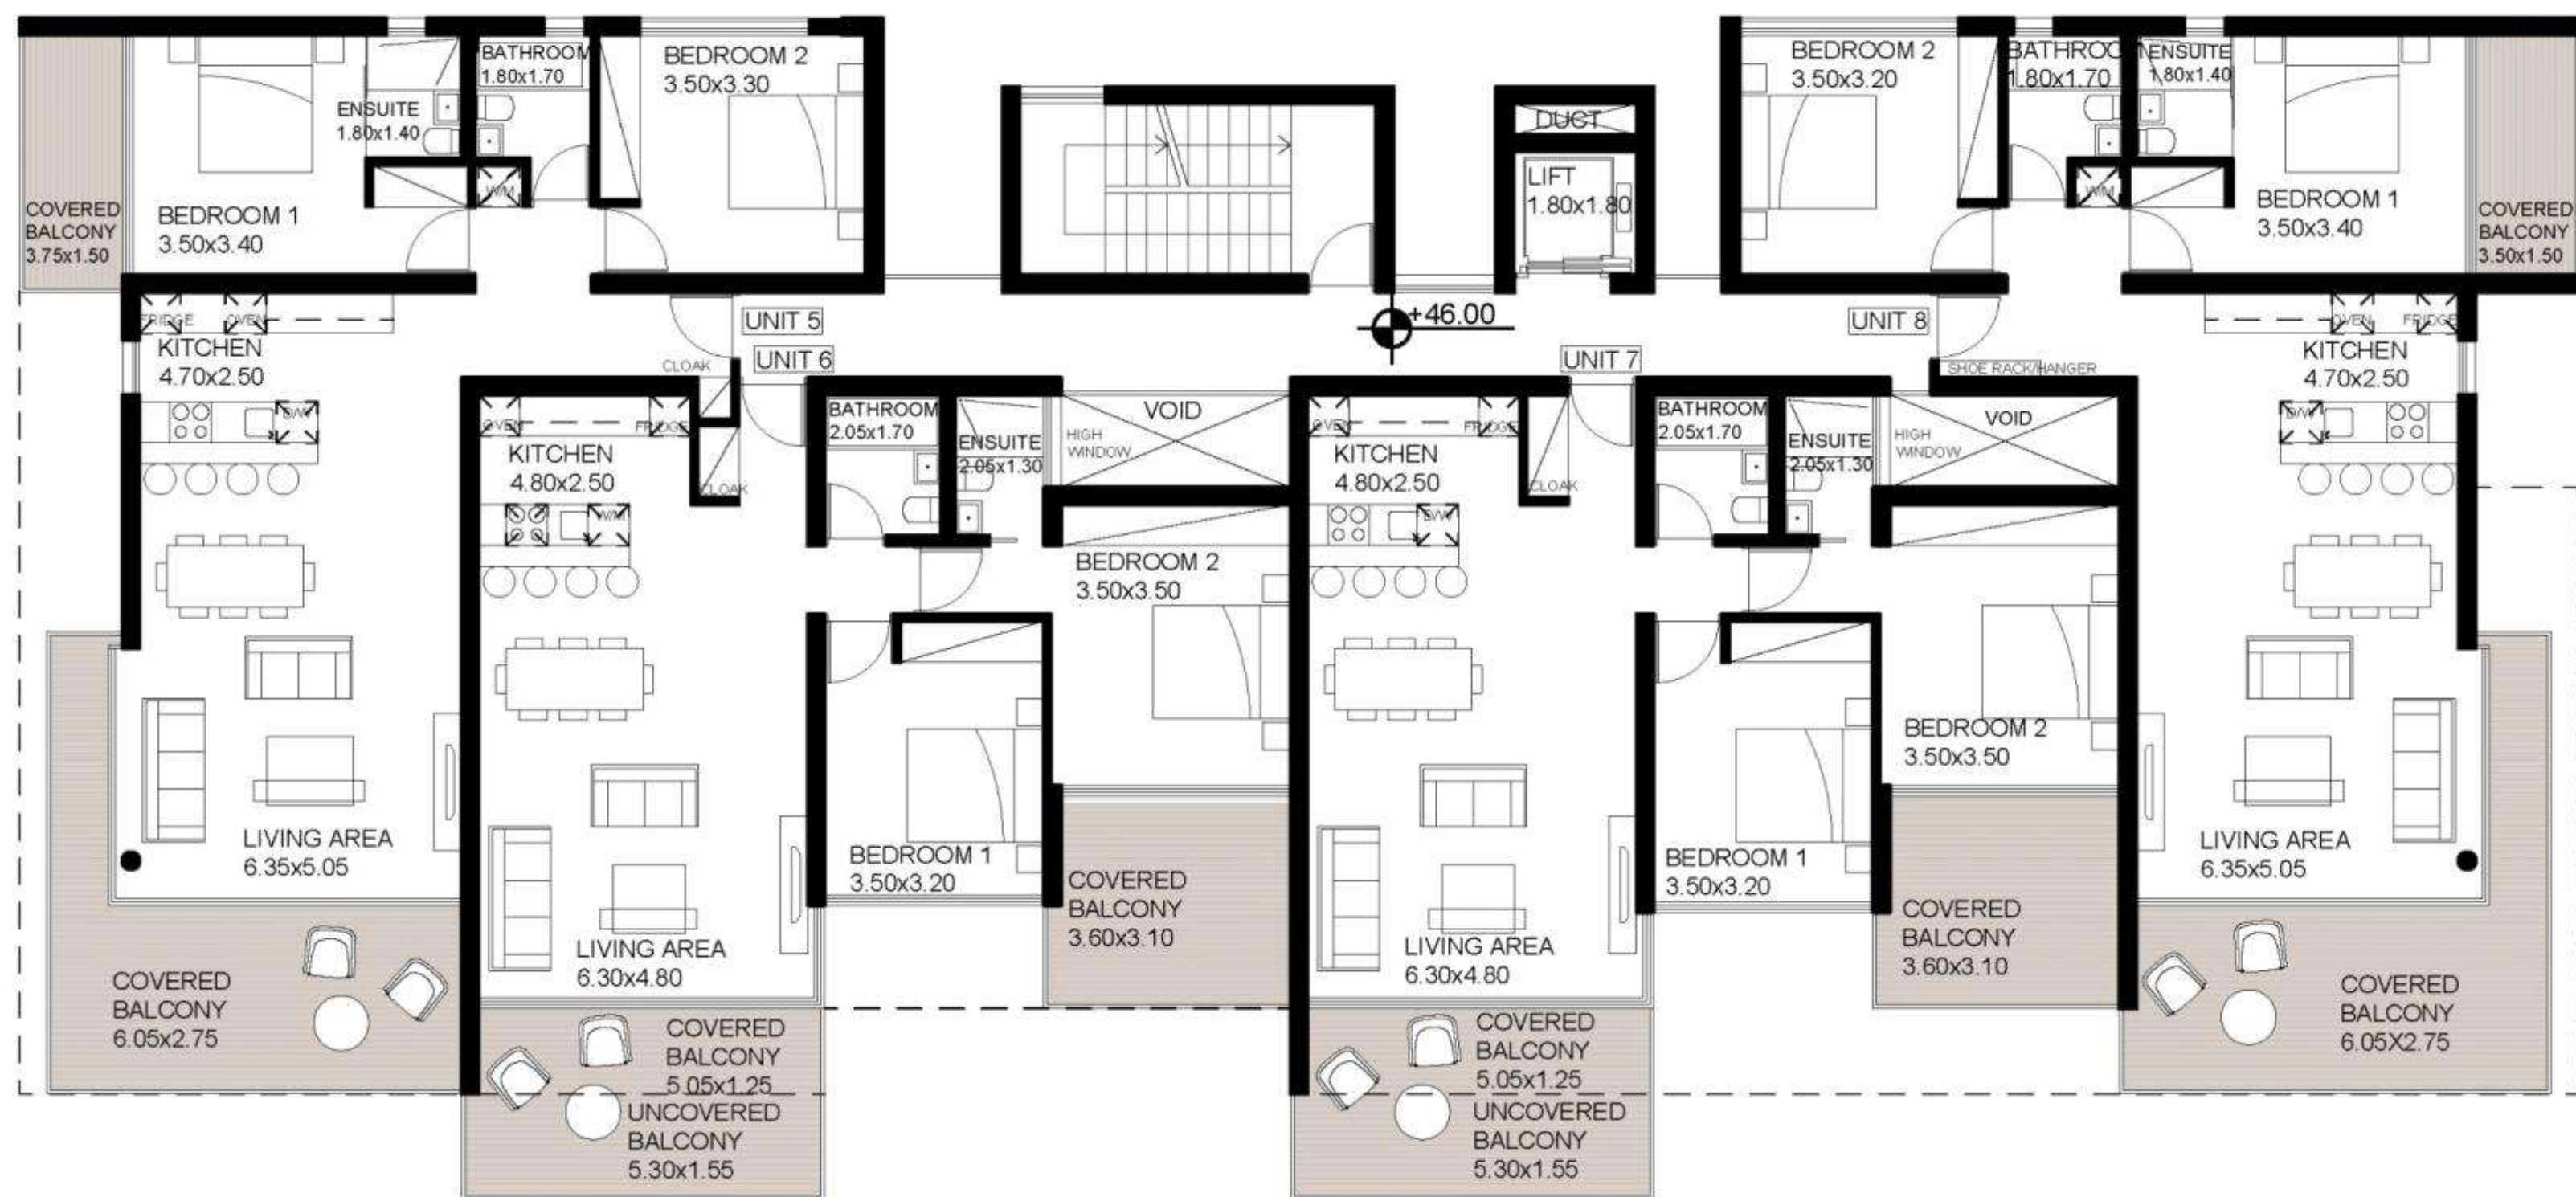 BATHROOM
1.80x1.70
BEDROOM 2
3.50x3.30
ENSUITE
1.80x1.40
W/M
COVERED
BALCONY
3.75x1.50
BEDROOM 1
3.50x3.40
DUCT
LIFT
1.80x1.80
BEDROOM 2
3.50x3.20
1.80x1.70
ENSUITE
1.80x1.40
W/M
BEDROOM 1
3.50x3.40
COVERED
BALCONY
3.50x1.50
FRIDGE
OVEN
KITCHEN
4.70x2.50
D/W
UNIT 5
UNIT 6
CLOAK
+46.00
UNIT 7
UNIT 8
SHOE RACK/HANGER
OVEN
FRIDGE
KITCHEN
4.70x2.50
D/W
OVEN
FRIDGE
KITCHEN
4.80x2.50
CLOAK
W/M
BATHROOM
2.05x1.70
ENSUITE
2.05x1.30
HIGH
WINDOW
VOID
OVEN
FRIDGE
KITCHEN
4.80x2.50
CLOAK
D/W
BATHROOM
2.05x1.70
ENSUITE
2.05x1.30
HIGH
WINDOW
VOID
BEDROOM 2
3.50x3.50
BEDROOM 2
3.50x3.50
LIVING AREA
6.35x5.05
BEDROOM 1
3.50x3.20
COVERED
BALCONY
3.60x3.10
BEDROOM 1
3.50x3.20
COVERED
BALCONY
3.60x3.10
LIVING AREA
6.35x5.05
LIVING AREA
6.30x4.80
LIVING AREA
6.30x4.80
COVERED
BALCONY
6.05x2.75
COVERED
BALCONY
5.05x1.25
UNCOVERED
BALCONY
5.30x1.55
COVERED
BALCONY
5.05x1.25
UNCOVERED
BALCONY
5.30x1.55
COVERED
BALCONY
6.05X2.75